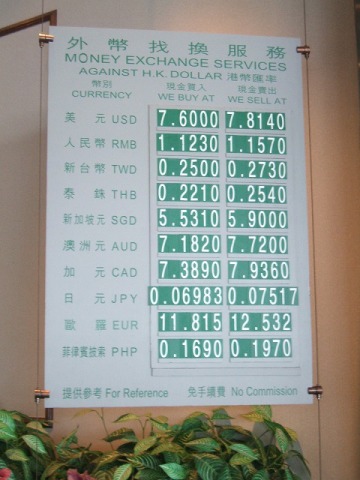 外幣找換服務
MONEY EXCHANGE SERVICES
AGAINST H.K. DOLLAR 港幣匯率
幣別 現金買入 現金賣出
CURRENCY WE BUY AT WE SELL AT
美元 USD 7.6000 7.8140
人民幣 RMB 1.1230 1.1570
新台幣 TWD 0.2500 0.2730
泰銖 THB 0.2210 0.2540
新加坡元 SGD 5.5310 5.9000
澳洲元 AUD 7.1820 7.7200
加元 CAD 7.3890 7.9360
日元 JPY 0.06983 0.07517
歐羅 EUR 11.815 12.532
菲律賓披索 PHP 0.1690 0.1970
提供參考 For Reference 免手續費 No Commission